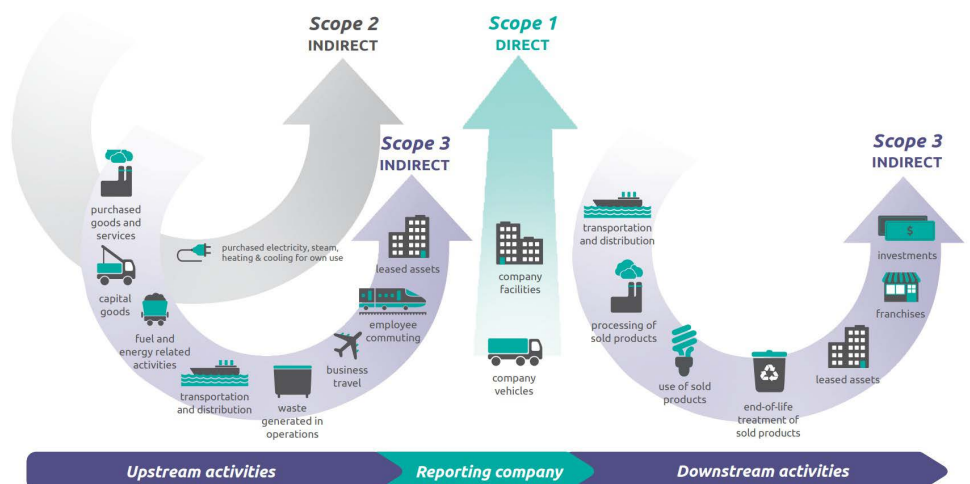 Scope 2
INDIRECT
Scope 1
DIRECT
Scope 3
INDIRECT
Scope 3
INDIRECT
purchased
goods and
services
capital
goods
fuel and
energy related
activities
transportation
and distribution
waste
generated in
operations
business
travel
employee
commuting
leased assets
purchased electricity, steam,
heating & cooling for own use
company
facilities
company
vehicles
transportation
and distribution
processing of
sold products
use of sold
products
end-of-life
treatment of
sold products
leased assets
franchises
$
investments
Upstream activities
Reporting company
Downstream activities